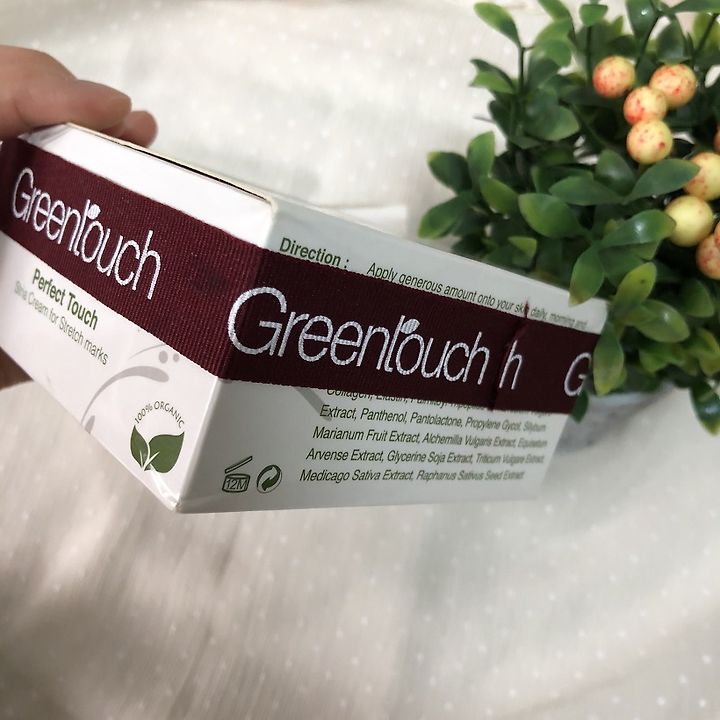 Greentouch
Perfect Touch
Stria Cream for Stretch marks
100% ORGANIC
Direction :
Apply generous amount onto your skin daily, morning and
Greentouch
h
G
Collagen, Elastin,
Extract, Panthenol, Pantolactone, Propylene Glycol, Silybum
Marianum Fruit Extract, Alchemilla Vulgaris Extract, Equisetum
Arvense Extract, Glycerine Soja Extract, Triticum Vulgare Extract
Medicago Sativa Extract, Raphanus Sativus Seed Extract
12M